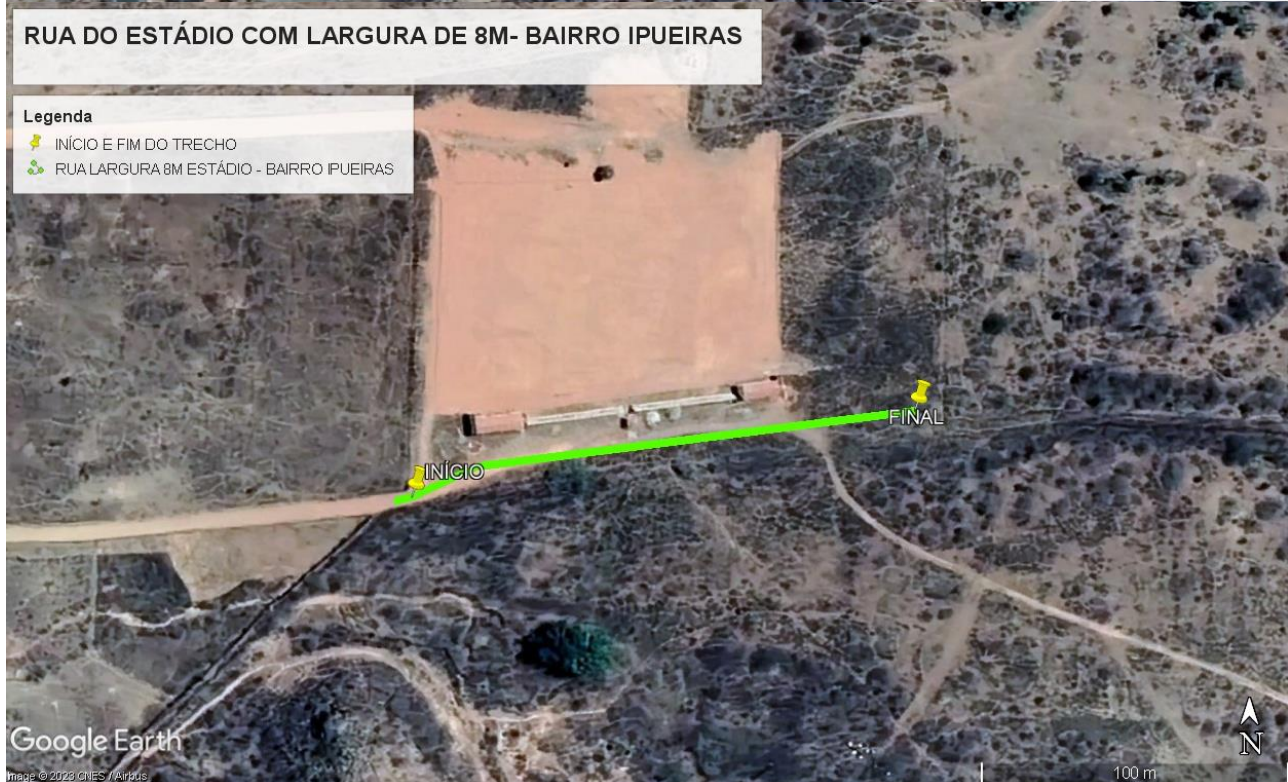 RUA DO ESTÁDIO COM LARGURA DE 8M- BAIRRO IPUEIRAS
Legenda
INÍCIO E FIM DO TRECHO
RUA LARGURA 8M ESTÁDIO - BAIRRO IPUEIRAS
FINAL
INÍCIO
Google Earth
Image © 2023 CNES / Airbus
100 m
N